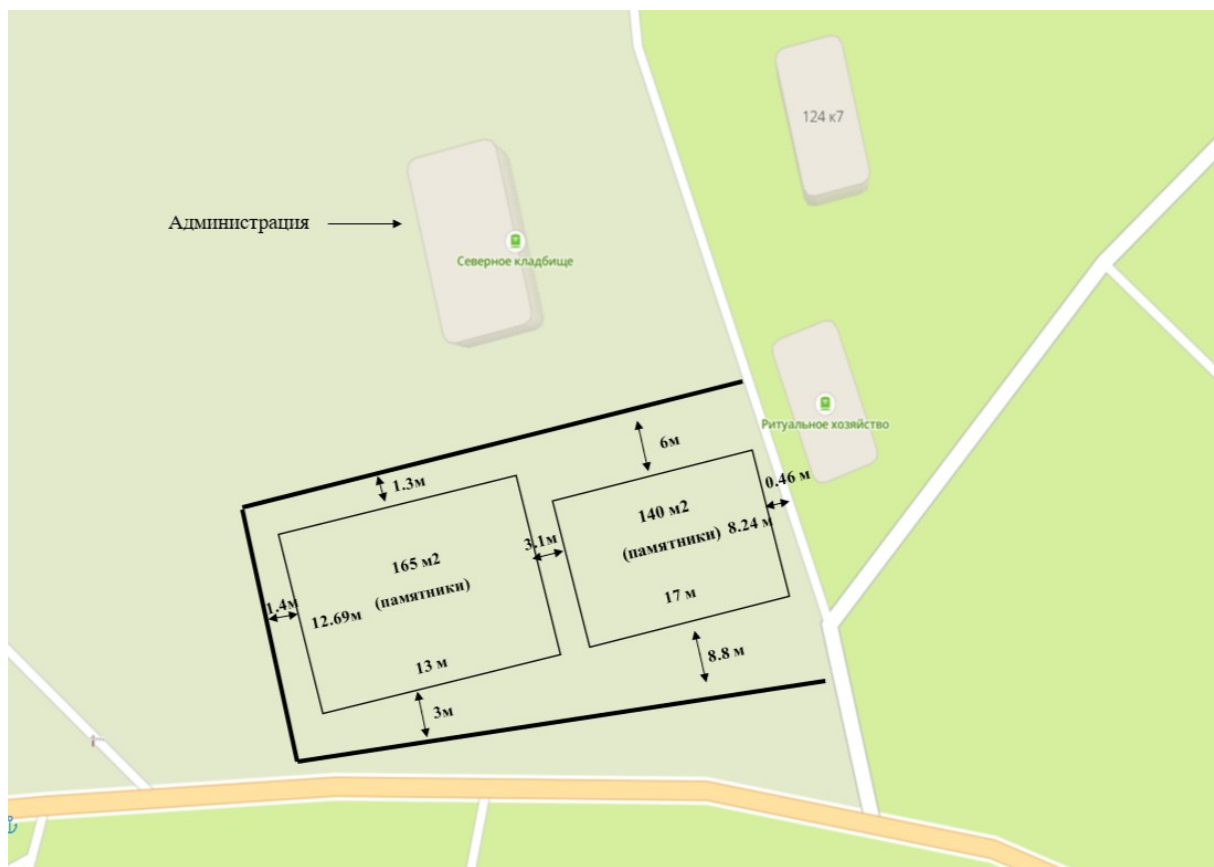 124 к7
Администрация
Северное кладбище
Ритуальное хозяйство
6м
1.3м
0.46 м
140 м2
8.24 м
(памятники)
3.1м
165 м2
(памятники)
1.4м
12.69м
17 м
13 м
8.8 м
3м